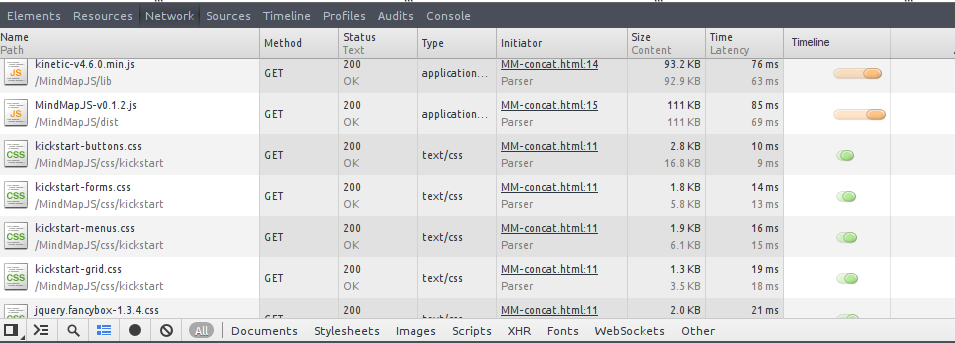 Elements Resources Network Sources Timeline Profiles Audits Console
Name Path Method Status Text Type Initiator Size Content Time Latency Timeline
JS kinetic-v4.6.0.min.js GET 200 application... MM-concat.html:14 93.2 KB 76 ms
/MindMapJS/lib OK Parser 92.9 KB 63 ms
JS MindMapJS-v0.1.2.js GET 200 application... MM-concat.html:15 111 KB 85 ms
/MindMapJS/dist OK Parser 111 KB 69 ms
CSS kickstart-buttons.css GET 200 text/css MM-concat.html:11 2.8 KB 10 ms
/MindMapJS/css/kickstart OK Parser 16.8 KB 9 ms
CSS kickstart-forms.css GET 200 text/css MM-concat.html:11 1.8 KB 14 ms
/MindMapJS/css/kickstart OK Parser 5.8 KB 13 ms
CSS kickstart-menus.css GET 200 text/css MM-concat.html:11 1.9 KB 16 ms
/MindMapJS/css/kickstart OK Parser 6.1 KB 15 ms
CSS kickstart-grid.css GET 200 text/css MM-concat.html:11 1.3 KB 19 ms
/MindMapJS/css/kickstart OK Parser 3.5 KB 18 ms
jquery.fancybox-1.3.4.css GET 200 text/css MM-concat.html:11 2.0 KB 21 ms
All Documents Stylesheets Images Scripts XHR Fonts WebSockets Other